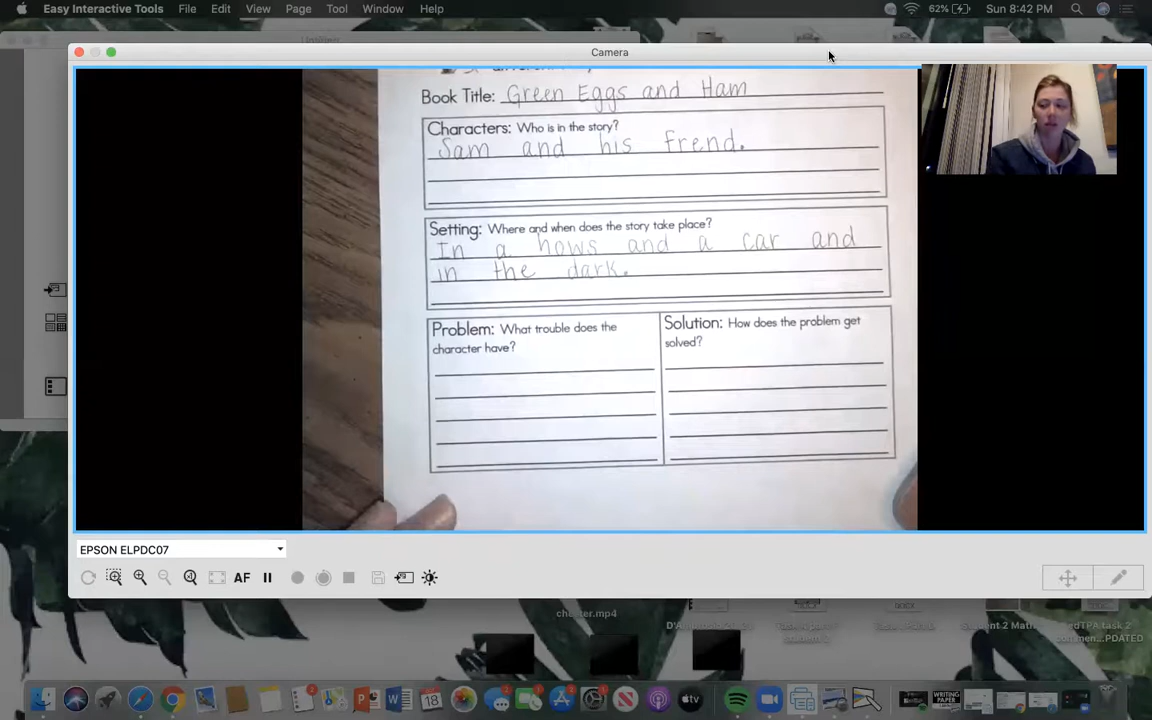 Easy Interactive Tools File Edit View Page Tool Window Help
62% Sun 8:42 PM
Camera
Book Title: Green Eggs and Ham
Characters: Who is in the story?
Sam and his frend.
Setting: Where and when does the story take place?
In a hows and a car and
in the dark.
Problem: What trouble does the
character have?
Solution: How does the problem get
solved?
EPSON ELPDC07
AF